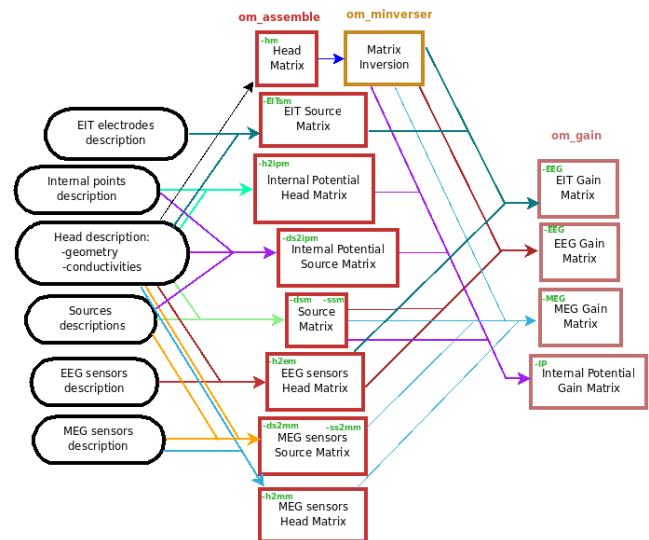 om_assemble
om_minverser
-hm
Head
Matrix
Matrix
Inversion
-EITsm
EIT Source
Matrix
EIT electrodes
description
om_gain
-h2ipm
Internal Potential
Head Matrix
Internal points
description
-EEG
EIT Gain
Matrix
Head description:
-geometry
-conductivities
-ds2ipm
Internal Potential
Source Matrix
-EEG
EEG Gain
Matrix
Sources
descriptions
-dsm -ssm
Source
Matrix
-MEG
MEG Gain
Matrix
EEG sensors
description
-h2em
EEG sensors
Head Matrix
-IP
Internal Potential
Gain Matrix
MEG sensors
description
-ds2mm -ss2mm
MEG sensors
Source Matrix
-h2mm
MEG sensors
Head Matrix